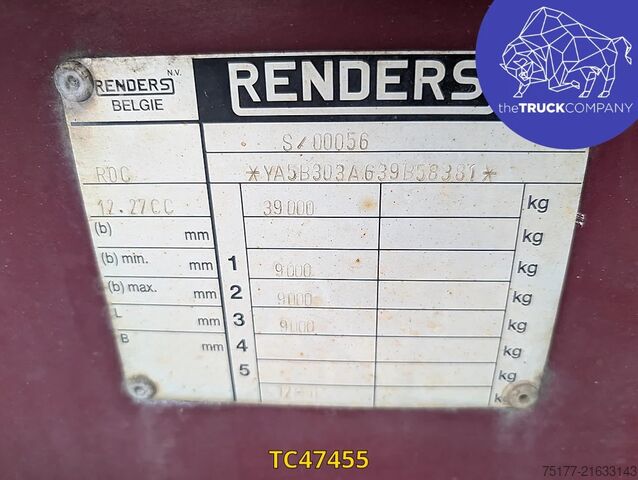 RENDERS N.V.
BELGIE
RENDERS
theTRUCKCOMPANY
S/00056
RDC *YA5B303A639B58381*
12.27CC 39000 kg
(b) mm kg
(b) min. mm 1 9000 kg
(b) max. mm 2 9000 kg
L mm 3 9000 kg
B mm 4 kg
5 kg
TC47455
75177-21633143